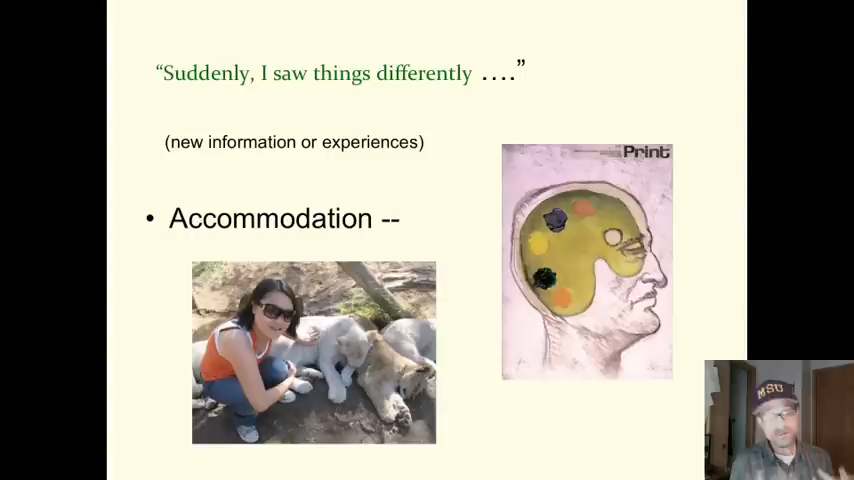 “Suddenly, I saw things differently ....”
(new information or experiences)
Print
• Accommodation --
MSU